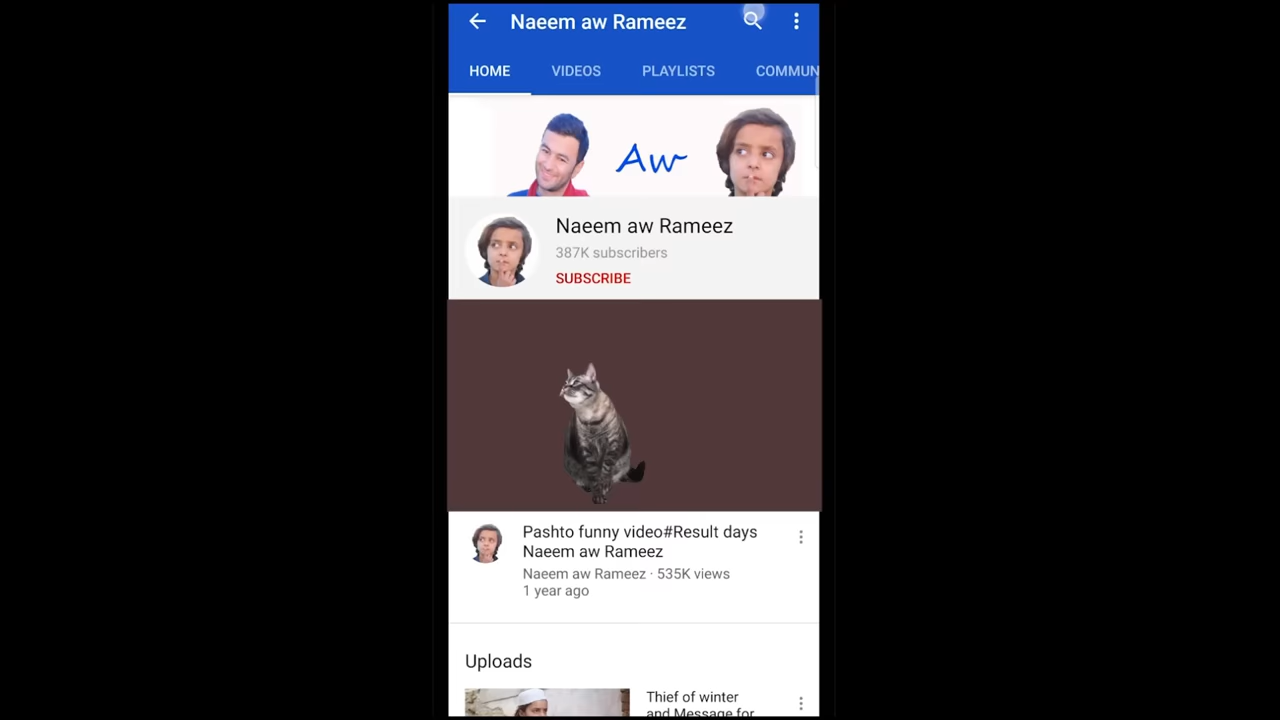 Naeem aw Rameez
HOME VIDEOS PLAYLISTS COMMUN
Aw
Naeem aw Rameez
387K subscribers
SUBSCRIBE
Pashto funny video#Result days
Naeem aw Rameez
Naeem aw Rameez · 535K views
1 year ago
Uploads
Thief of winter
and Message for